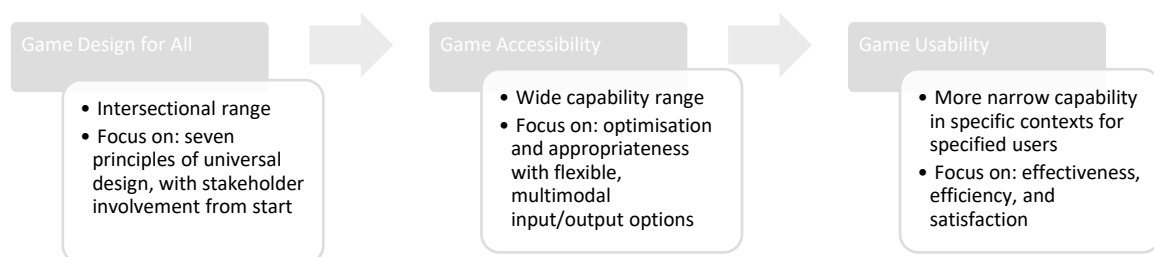 Game Design for All
• Intersectional range
• Focus on: seven
principles of universal
design, with stakeholder
involvement from start
Game Accessibility
• Wide capability range
• Focus on: optimisation
and appropriateness
with flexible,
multimodal
input/output options
Game Usability
• More narrow capability
in specific contexts for
specified users
• Focus on: effectiveness,
efficiency, and
satisfaction